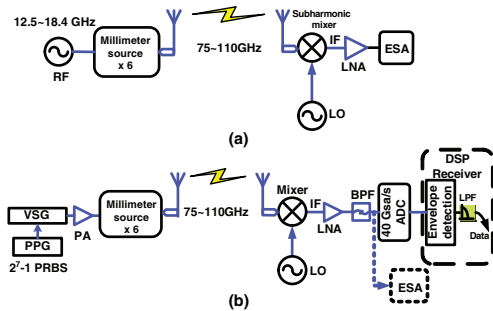 12.5~18.4 GHz
RF
Millimeter
source
x 6
75~110GHz
Subharmonic
mixer
IF
LNA
ESA
LO
(a)
VSG
PPG
2⁷-1 PRBS
PA
Millimeter
source
x 6
75~110GHz
Mixer
IF
LNA
LO
BPF
40 Gsa/s
ADC
DSP
Receiver
Envelope
detection
LPF
Data
ESA
(b)